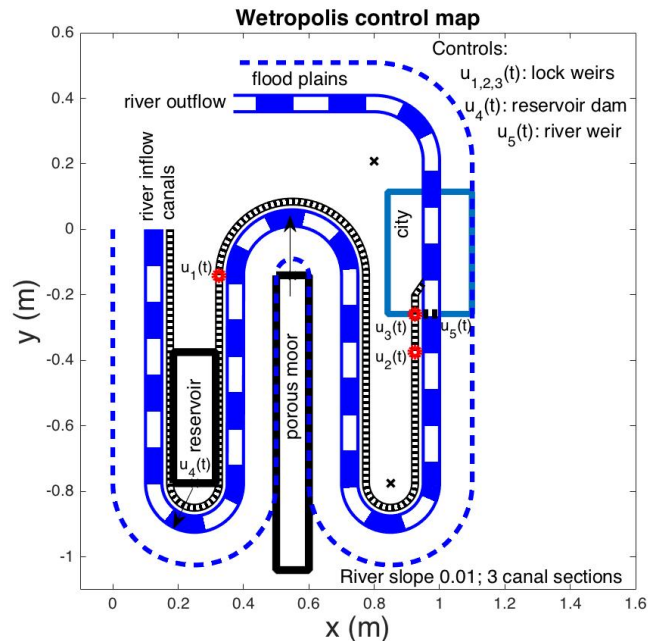 Wetropolis control map
Controls:
u1,2,3(t): lock weirs
u4(t): reservoir dam
u5(t): river weir
flood plains
river outflow
river inflow
canals
city
u1(t)
u3(t)
u5(t)
u2(t)
reservoir
u4(t)
porous moor
River slope 0.01; 3 canal sections
y (m)
0.6
0.4
0.2
0
-0.2
-0.4
-0.6
-0.8
-1
0 0.2 0.4 0.6 0.8 1 1.2 1.4 1.6
x (m)